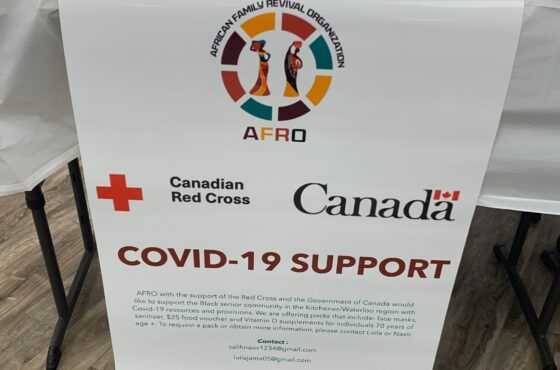 AFRICAN FAMILY REVIVAL ORGANIZATION
AFRO
Canadian
Red Cross
Canada
COVID-19 SUPPORT
AFRO with the support of the Red Cross and the Government of Canada would
like to support the Black senior community in the Kitchener/Waterloo region with
Covid-19 resources and provisions. We are offering packs that include: face masks,
sanitizer, $25 food voucher and Vitamin D supplements for individuals 70 years of
age +. To request a pack or obtain more information, please contact Laila or Nasir.
Contact :
salihnasir1234@gmail.com
lailajama05@gmail.com